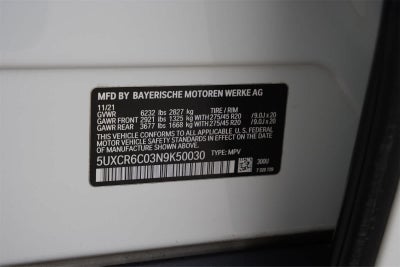 MFD BY BAYERISCHE MOTOREN WERKE AG
11/21 TIRE / RIM
GVWR 6232 lbs 2827 kg
GAWR FRONT 2921 lbs 1325 kg WITH 275/45 R20 /9.0J x 20
GAWR REAR 3677 lbs 1668 kg WITH 275/45 R20 /9.0J x 20
THIS VEHICLE CONFORMS TO ALL APPLICABLE FEDERAL
MOTOR VEHICLE SAFETY STANDARDS IN EFFECT ON THE
DATE OF MANUFACTURE SHOWN ABOVE.
5UXCR6C03N9K50030 TYPE: MPV
300U